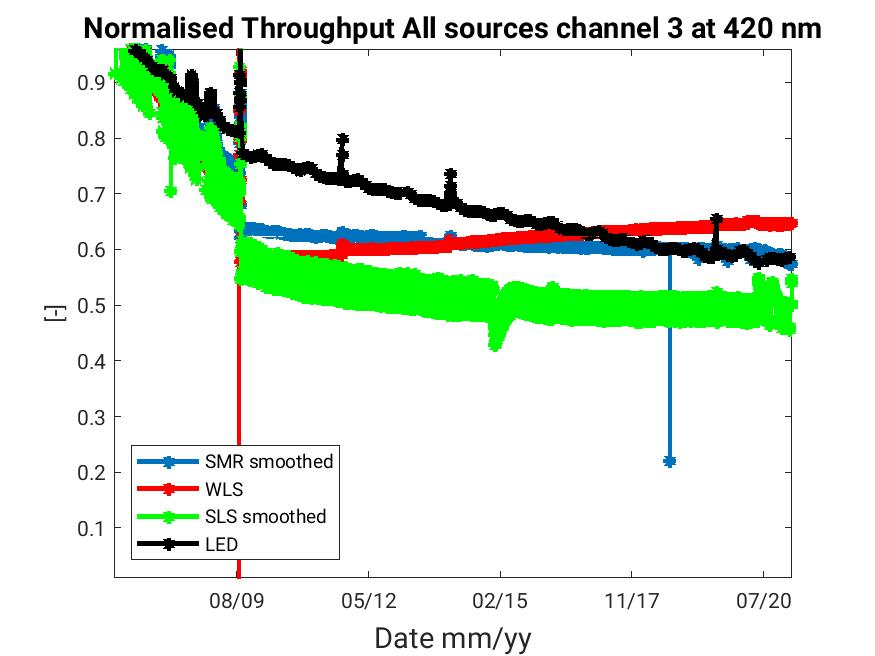 Normalised Throughput All sources channel 3 at 420 nm
0.9
0.8
0.7
0.6
0.5
0.4
0.3
0.2
0.1
[-]
SMR smoothed
WLS
SLS smoothed
LED
08/09 05/12 02/15 11/17 07/20
Date mm/yy